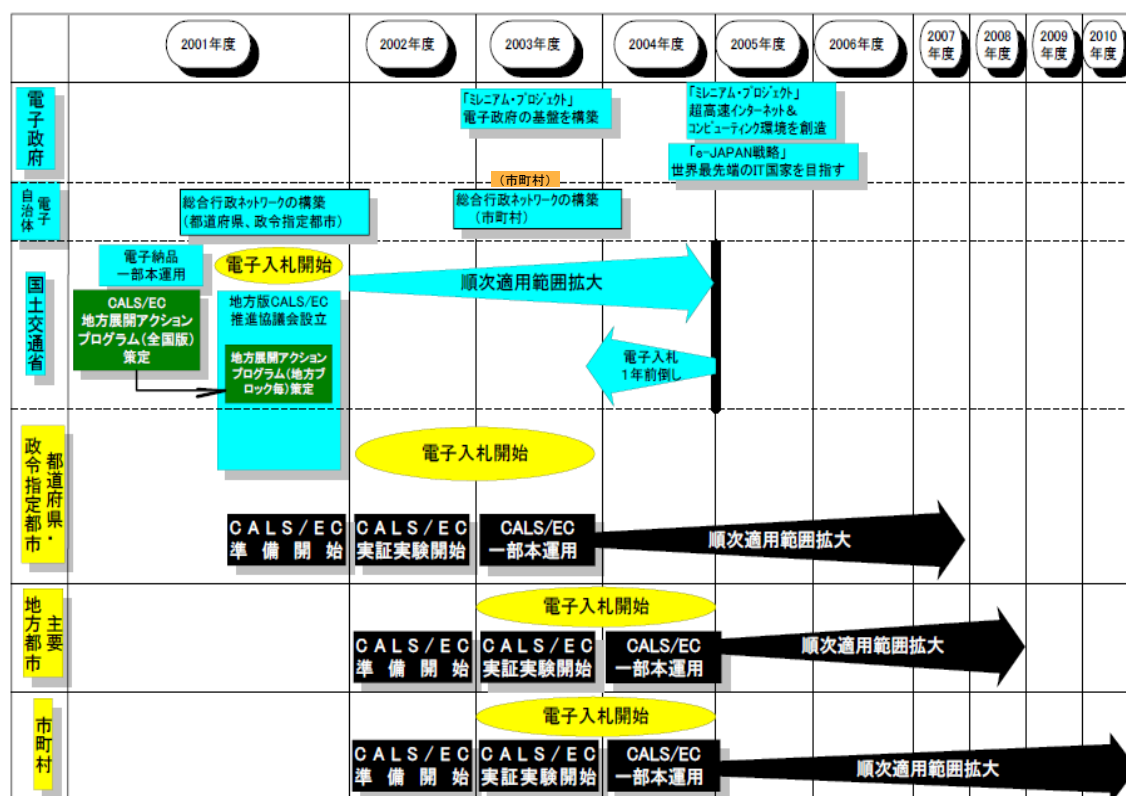 2001年度
2002年度
2003年度
2004年度
2005年度
2006年度
2007
年度
2008
年度
2009
年度
2010
年度
電子政府
「ミレニアム・プロジェクト」
電子政府の基盤を構築
「ミレニアム・プロジェクト」
超高速インターネット&
コンピューティング環境を創造
「e-JAPAN戦略」
世界最先端のIT国家を目指す
電子
自治体
総合行政ネットワークの構築
(都道府県、政令指定都市)
(市町村)
総合行政ネットワークの構築
(市町村)
国土交通省
電子納品
一部本運用
電子入札開始
順次適用範囲拡大
CALS/EC
地方展開アクション
プログラム(全国版)
策定
地方版CALS/EC
推進協議会設立
地方展開アクション
プログラム(地方ブ
ロック毎)策定
電子入札
1年前倒し
都道府県・
政令指定都市
電子入札開始
CALS/EC
準備開始
CALS/EC
実証実験開始
CALS/EC
一部本運用
順次適用範囲拡大
主要
地方都市
電子入札開始
CALS/EC
準備開始
CALS/EC
実証実験開始
CALS/EC
一部本運用
順次適用範囲拡大
市町村
電子入札開始
CALS/EC
準備開始
CALS/EC
実証実験開始
CALS/EC
一部本運用
順次適用範囲拡大